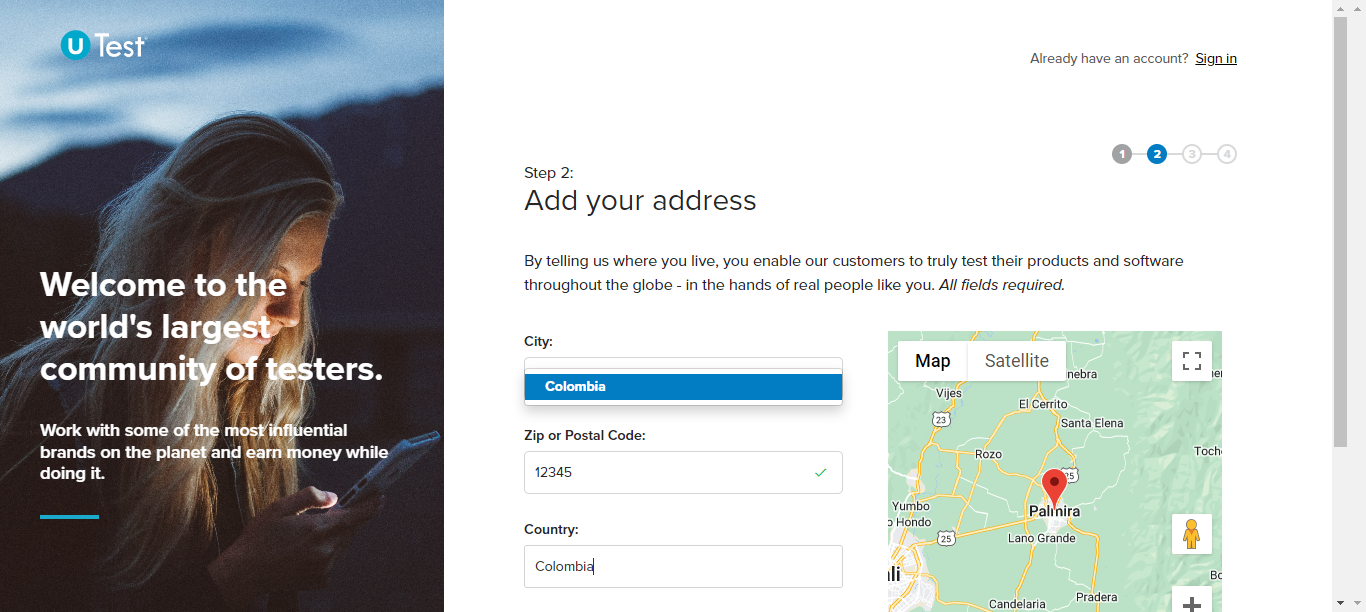 U Test
Already have an account? Sign in
1 2 3 4
Step 2:
Add your address
Welcome to the
world's largest
community of testers.
Work with some of the most influential
brands on the planet and earn money while
doing it.
By telling us where you live, you enable our customers to truly test their products and software
throughout the globe - in the hands of real people like you. All fields required.
City:
Colombia
Zip or Postal Code:
12345
Country:
Colombia
Map Satellite
nebra
Vijes
El Cerrito
23
Santa Elena
Rozo
Toch
25
Yumbo
Palmira
o Hondo
25
Lano Grande
ali
Bo
Pradera
Candelaria